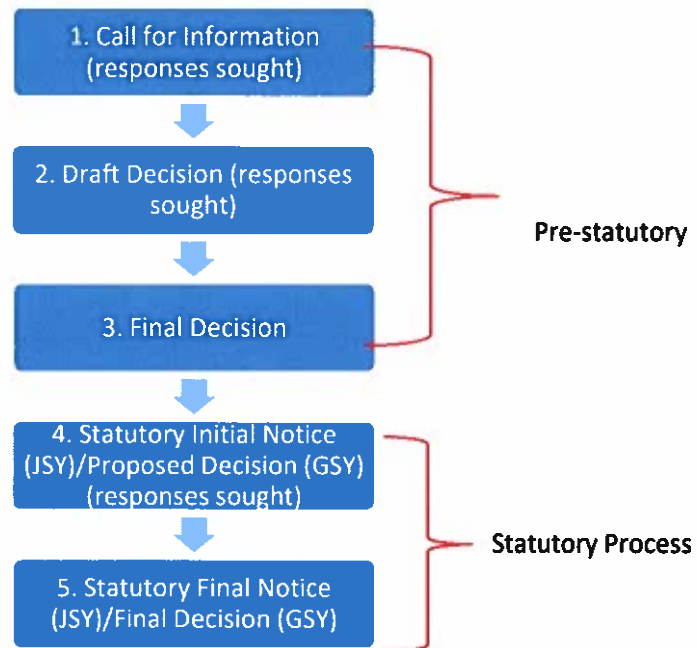 1. Call for Information
(responses sought)
2. Draft Decision (responses
sought)
Pre-statutory
3. Final Decision
4. Statutory Initial Notice
(JSY)/Proposed Decision (GSY)
(responses sought)
Statutory Process
5. Statutory Final Notice
(JSY)/Final Decision (GSY)